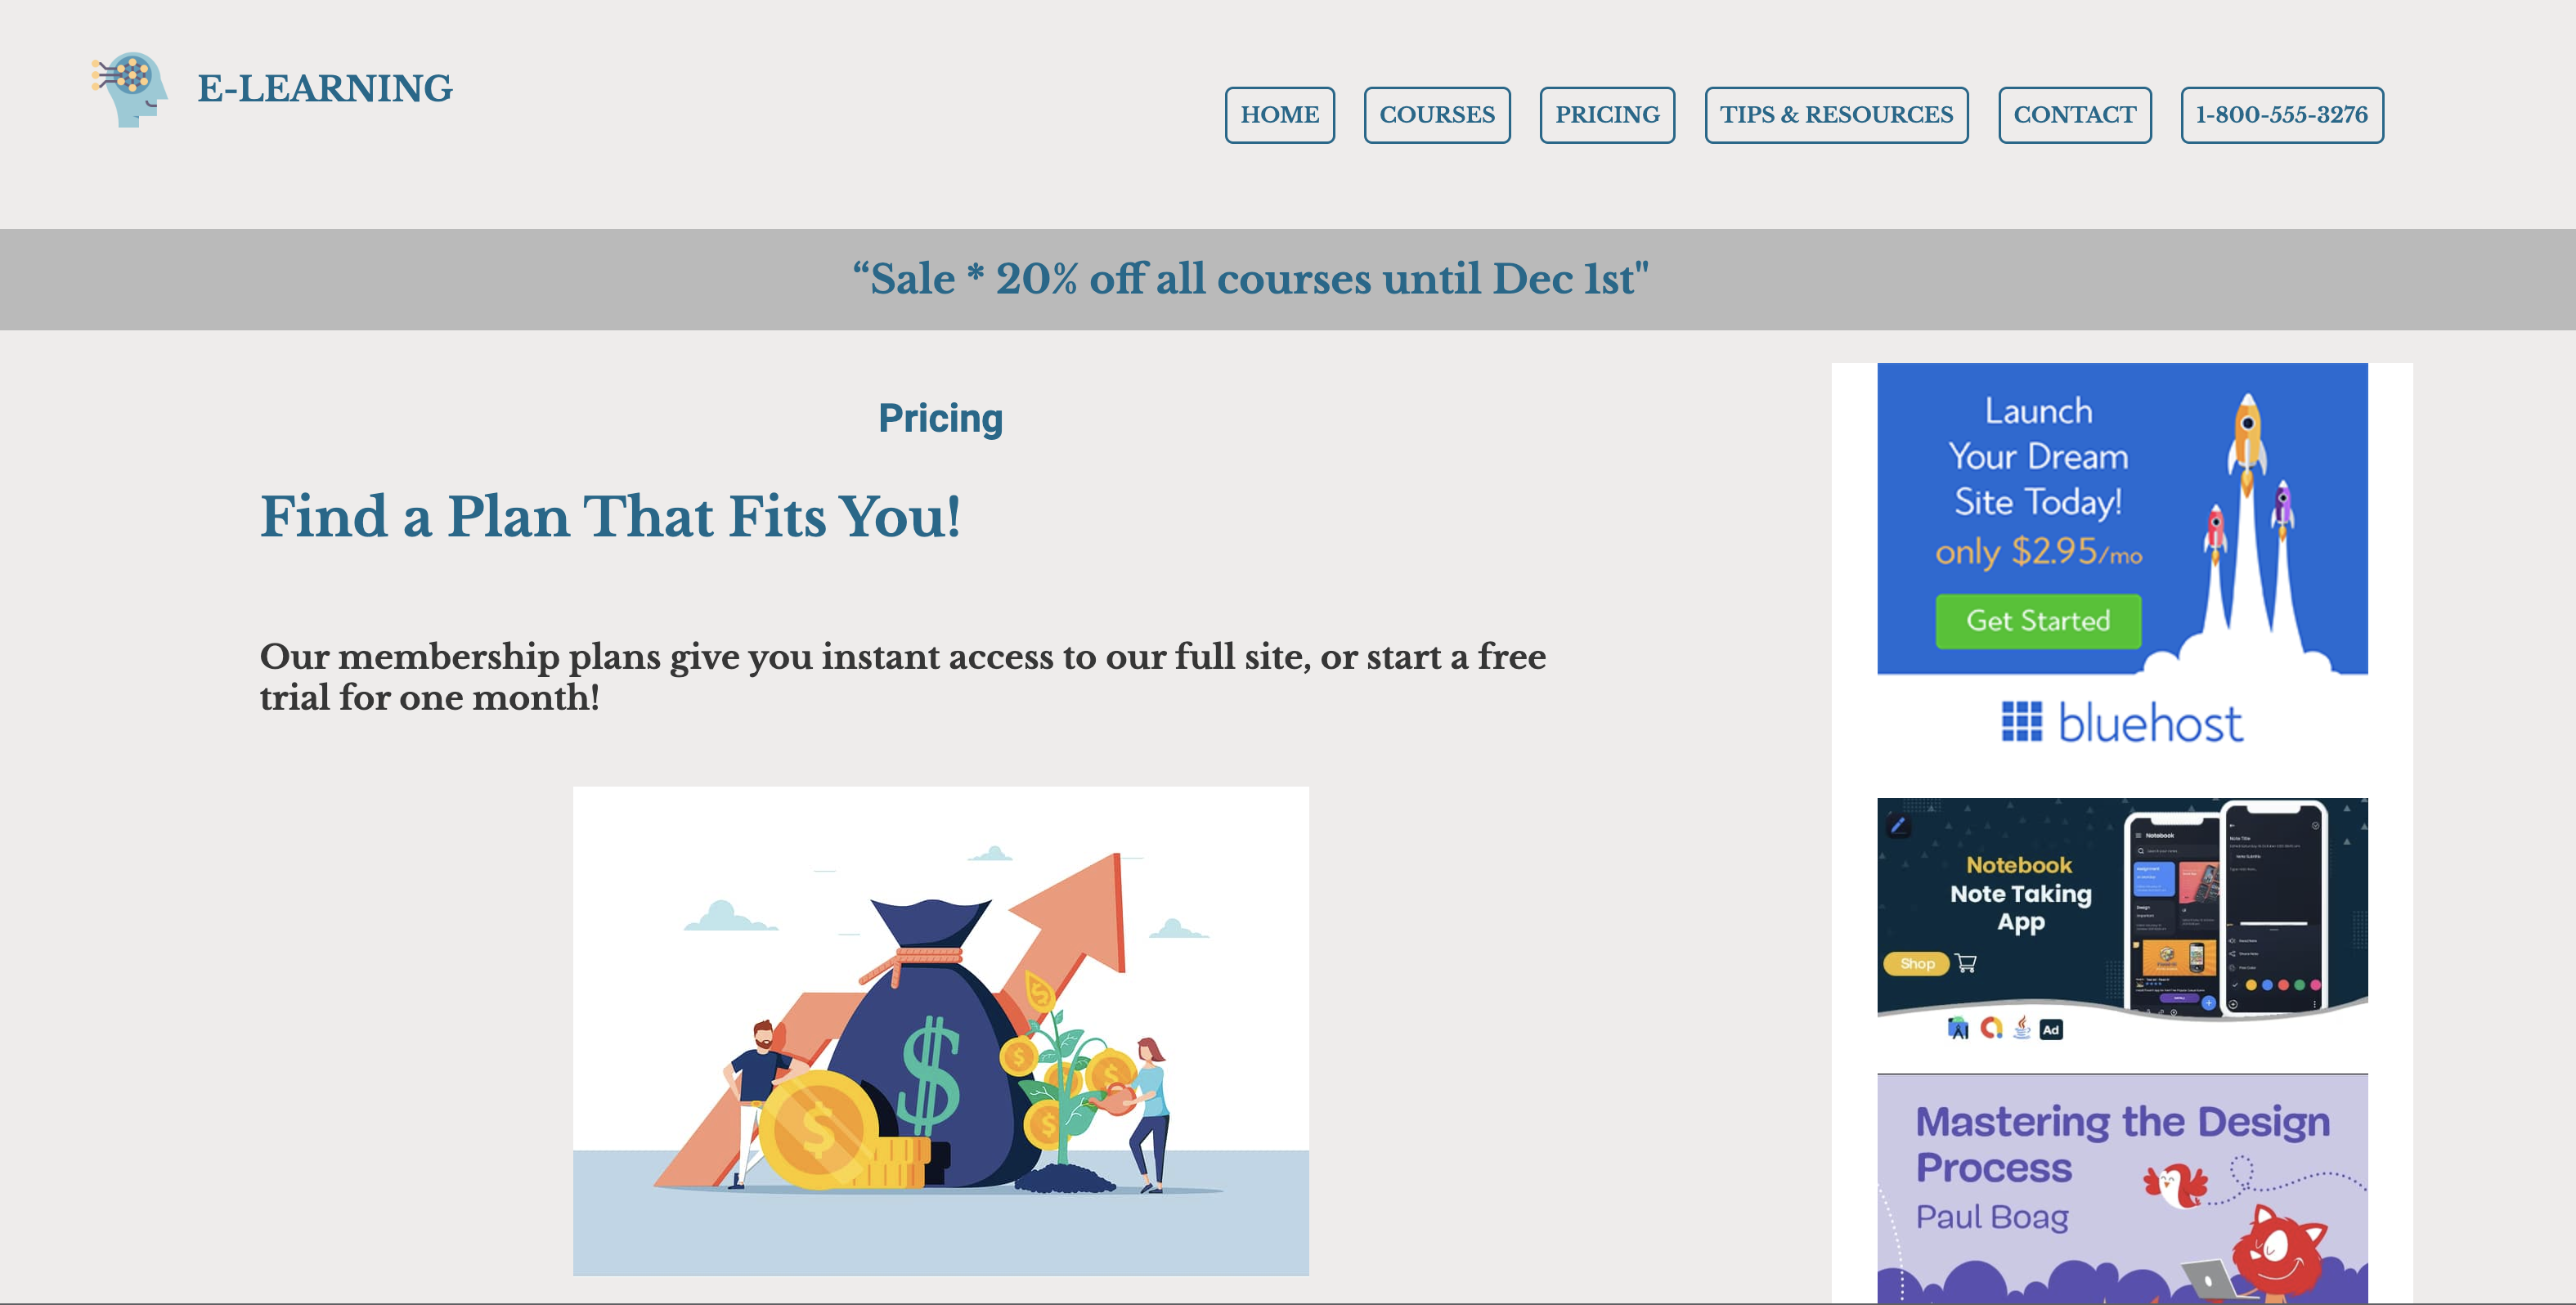 E-LEARNING
HOME COURSES PRICING TIPS & RESOURCES CONTACT 1-800-555-3276
“Sale * 20% off all courses until Dec 1st"
Pricing
Find a Plan That Fits You!
Our membership plans give you instant access to our full site, or start a free
trial for one month!
Launch
Your Dream
Site Today!
only $2.95/mo
Get Started
bluehost
Notebook
Note Taking
App
Shop
Notebook
Note Title
Ad
Mastering the Design
Process
Paul Boag